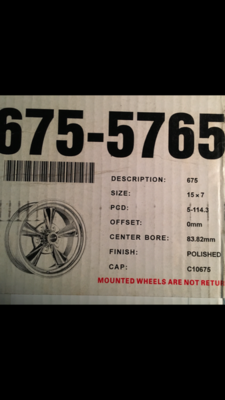 675-5765
DESCRIPTION: 675
SIZE: 15 x 7
PCD: 5-114.3
OFFSET: 0mm
CENTER BORE: 83.82mm
FINISH: POLISHED
CAP: C10675
MOUNTED WHEELS ARE NOT RETU